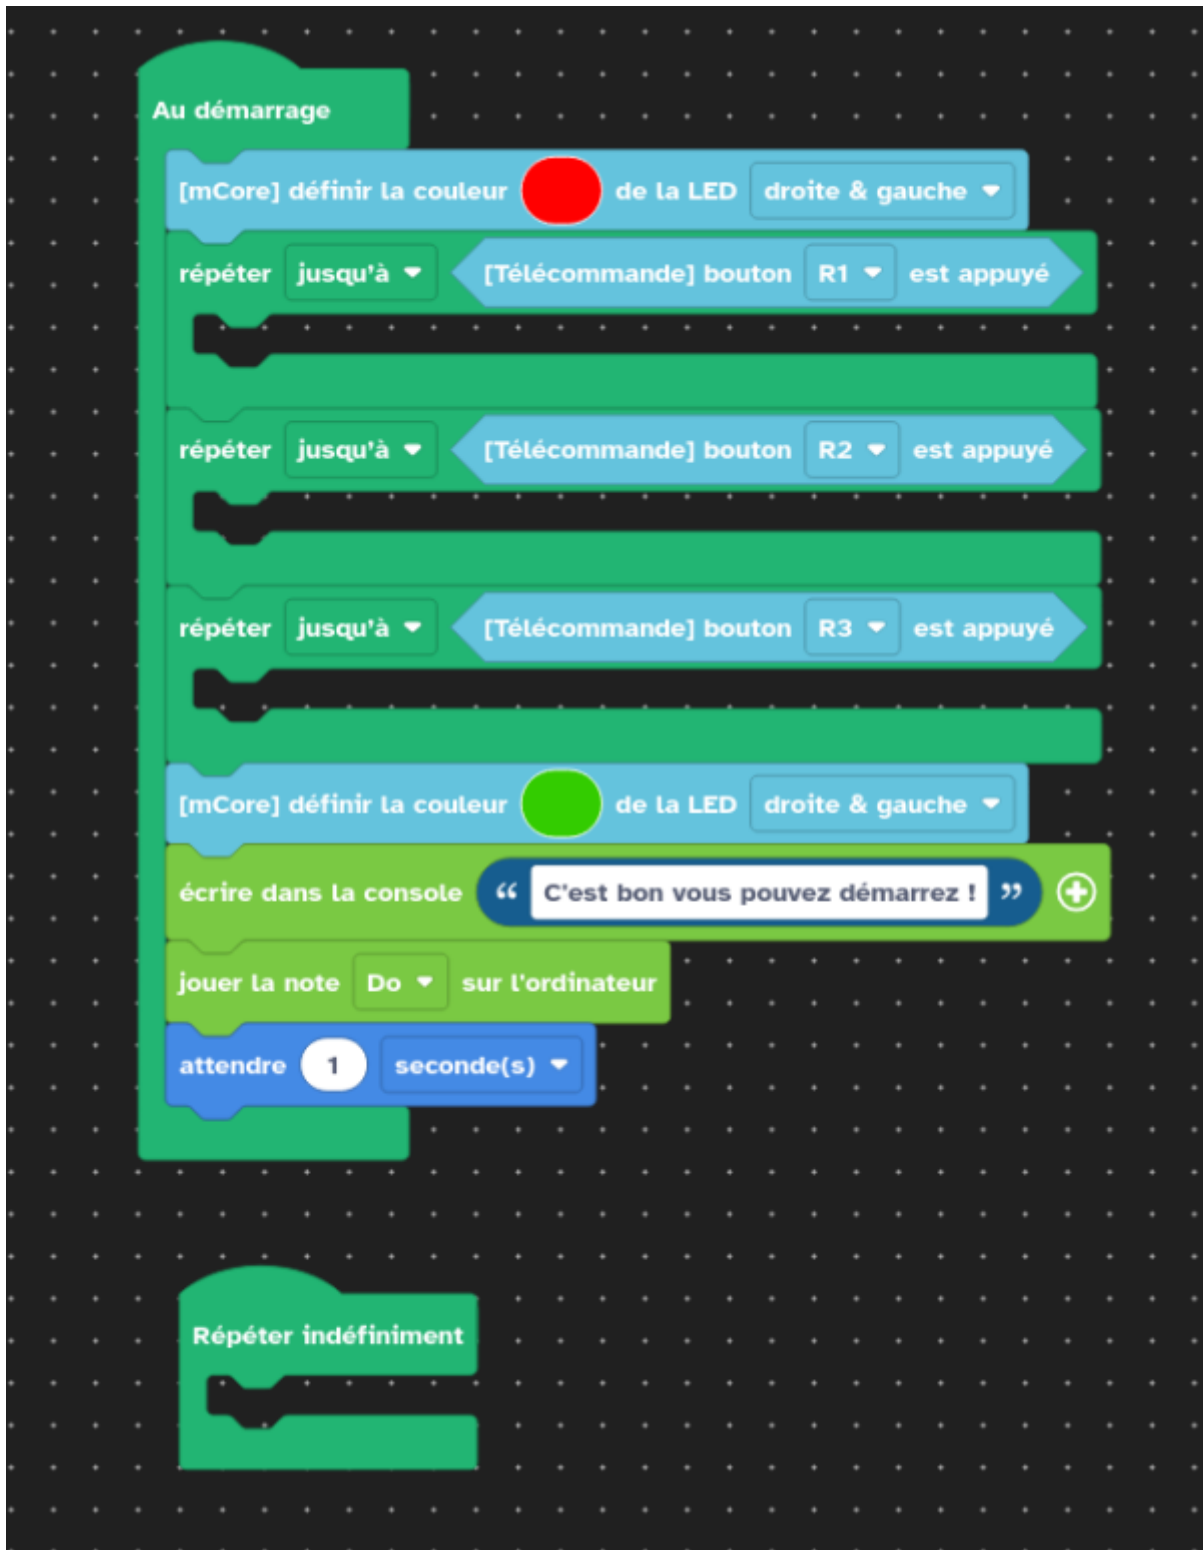 Au démarrage
[mCore] définir la couleur de la LED droite & gauche
répéter jusqu'à [Télécommande] bouton R1 est appuyé
répéter jusqu'à [Télécommande] bouton R2 est appuyé
répéter jusqu'à [Télécommande] bouton R3 est appuyé
[mCore] définir la couleur de la LED droite & gauche
écrire dans la console “ C'est bon vous pouvez démarrez ! ”
jouer la note Do sur l'ordinateur
attendre 1 seconde(s)
Répéter indéfiniment